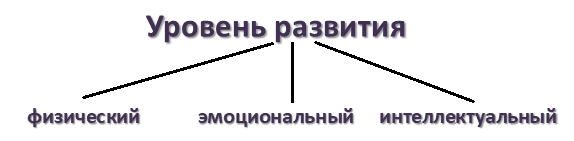 Уровень развития
физический эмоциональный интеллектуальный